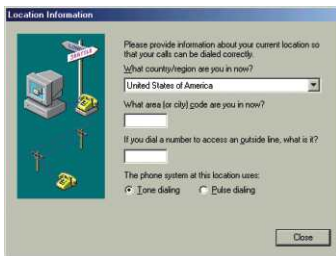 Location Information
SEATTLE
Please provide information about your current location so
that your calls can be dialed correctly.
What country/region are you in now?
United States of America
What area (or city) code are you in now?
If you dial a number to access an outside line, what is it?
The phone system at this location uses:
Tone dialing
Pulse dialing
Close